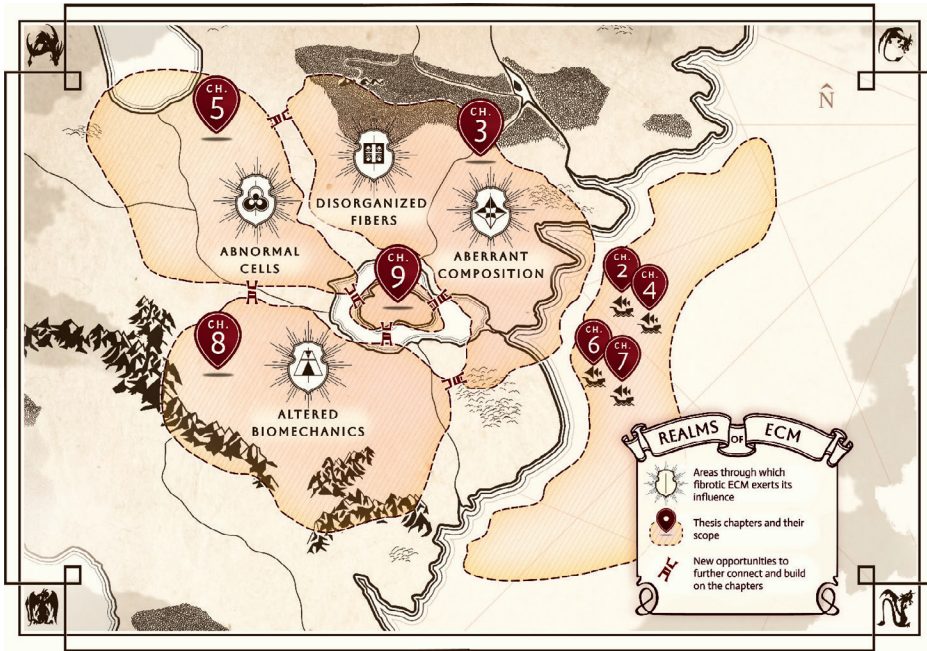 CH.
5
CH.
3
N
DISORGANIZED
FIBERS
ABNORMAL
CELLS
ABERRANT
COMPOSITION
CH.
9
CH.
2
CH.
4
CH.
8
CH.
6
CH.
7
ALTERED
BIOMECHANICS
REALMS OF ECM
Areas through which
fibrotic ECM exerts its
influence
Thesis chapters and their
scope
New opportunities to
further connect and build
on the chapters